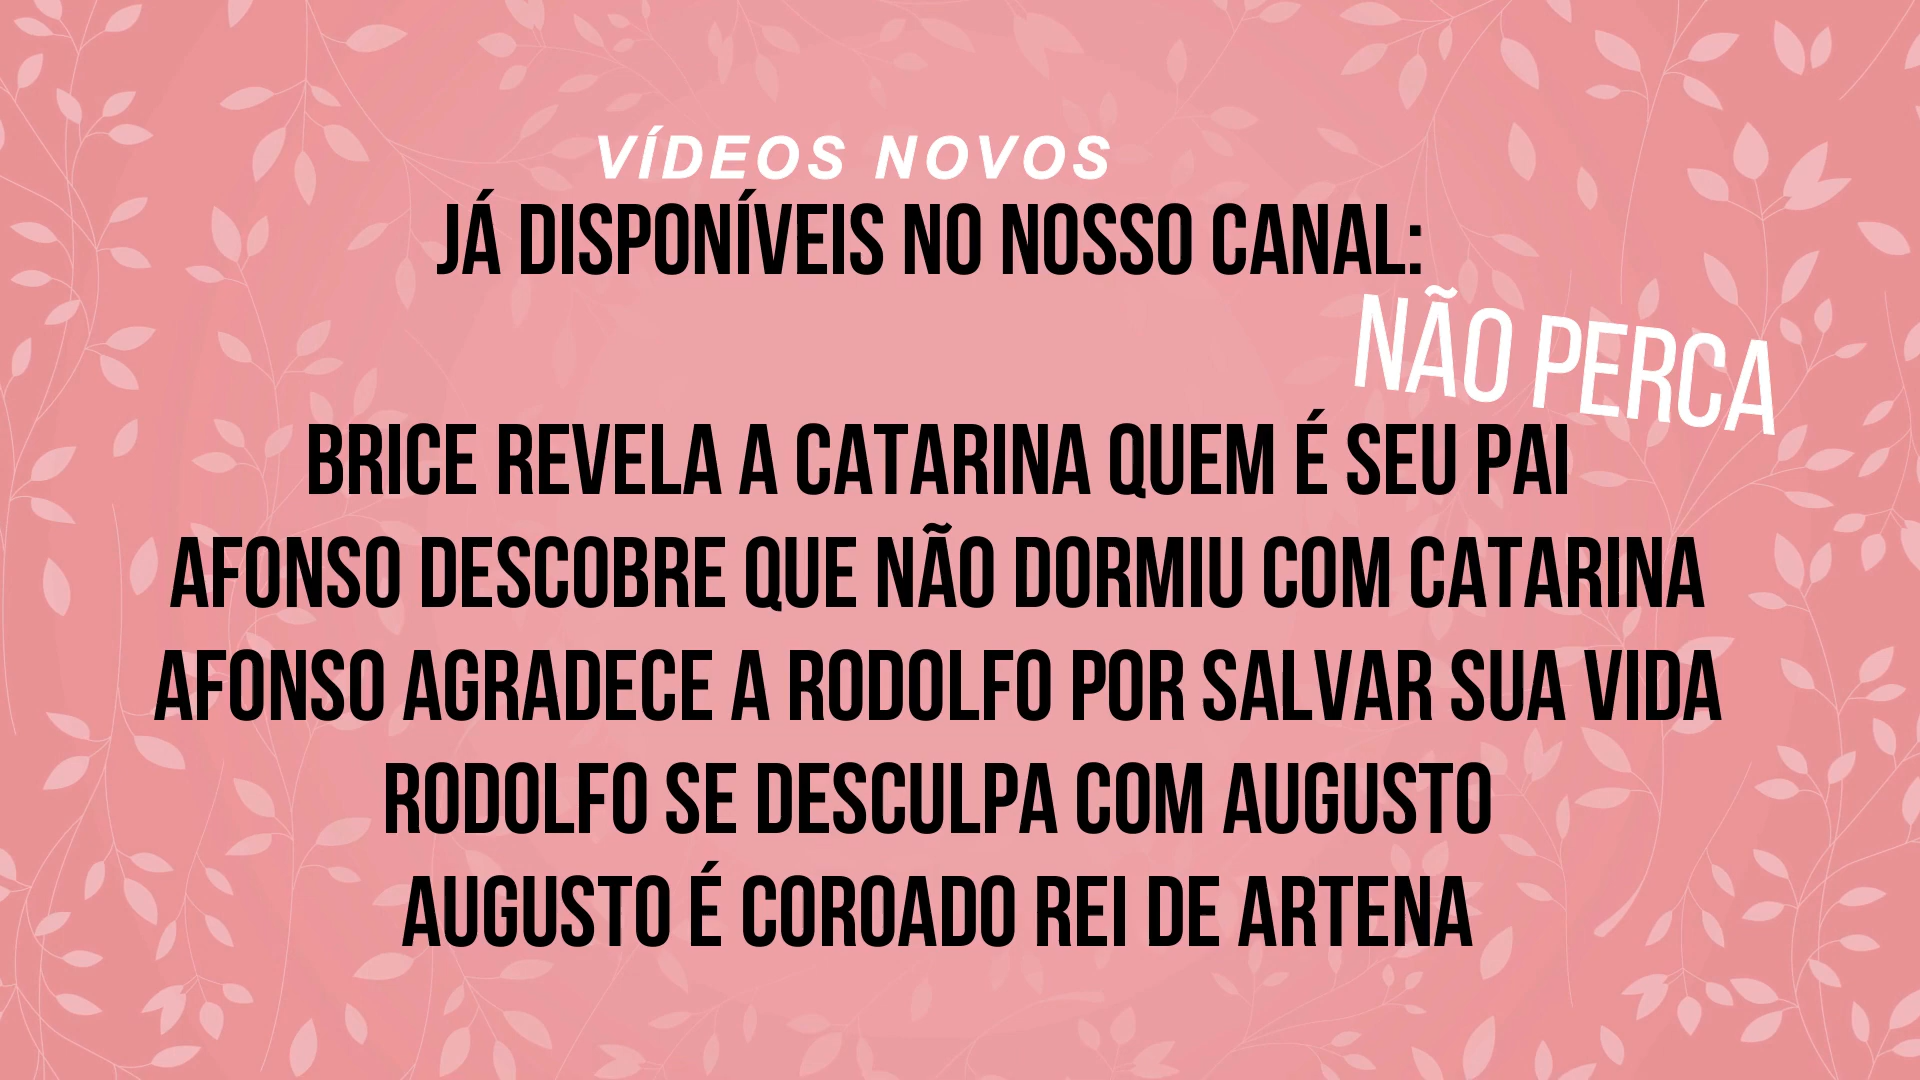 VÍDEOS NOVOS
JÁ DISPONÍVEIS NO NOSSO CANAL:
NÃO PERCA
BRICE REVELA A CATARINA QUEM É SEU PAI
AFONSO DESCOBRE QUE NÃO DORMIU COM CATARINA
AFONSO AGRADECE A RODOLFO POR SALVAR SUA VIDA
RODOLFO SE DESCULPA COM AUGUSTO
AUGUSTO É COROADO REI DE ARTENA